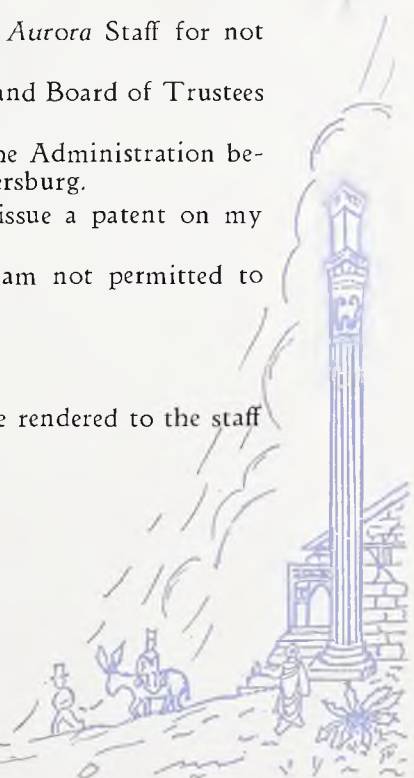 Aurora Staff for not
and Board of Trustees
he Administration be-
ersburg.
issue a patent on my
am not permitted to
e rendered to the staff